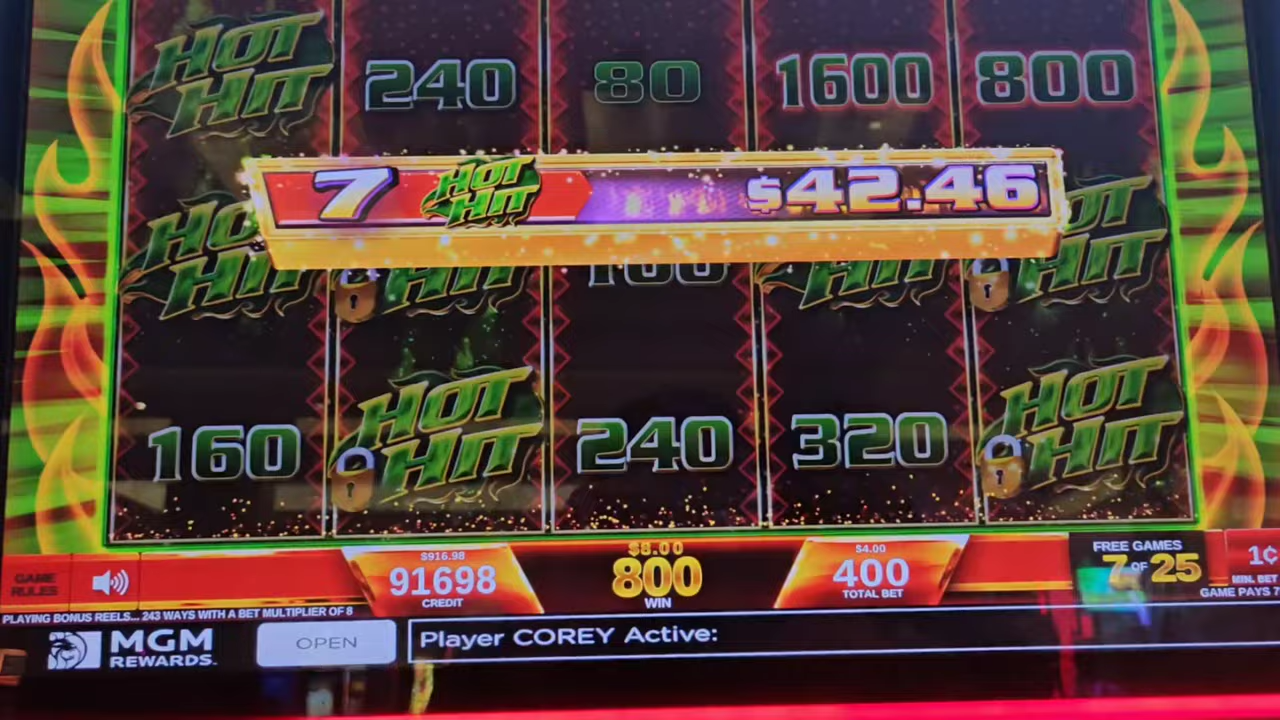 HOT HIT
240
80
1600
800
7 HOT HIT $42.46
HOT HIT
HOT HIT
HOT HIT
HOT HIT
160
HOT HIT
240
320
HOT HIT
GAME RULES
$916.98
91698
CREDIT
$8.00
800
WIN
$4.00
400
TOTAL BET
FREE GAMES
7 OF 25
1¢
MIN. BET
GAME PAYS 7
PLAYING BONUS REELS... 243 WAYS WITH A BET MULTIPLIER OF 8
MGM
REWARDS
OPEN
Player COREY Active: